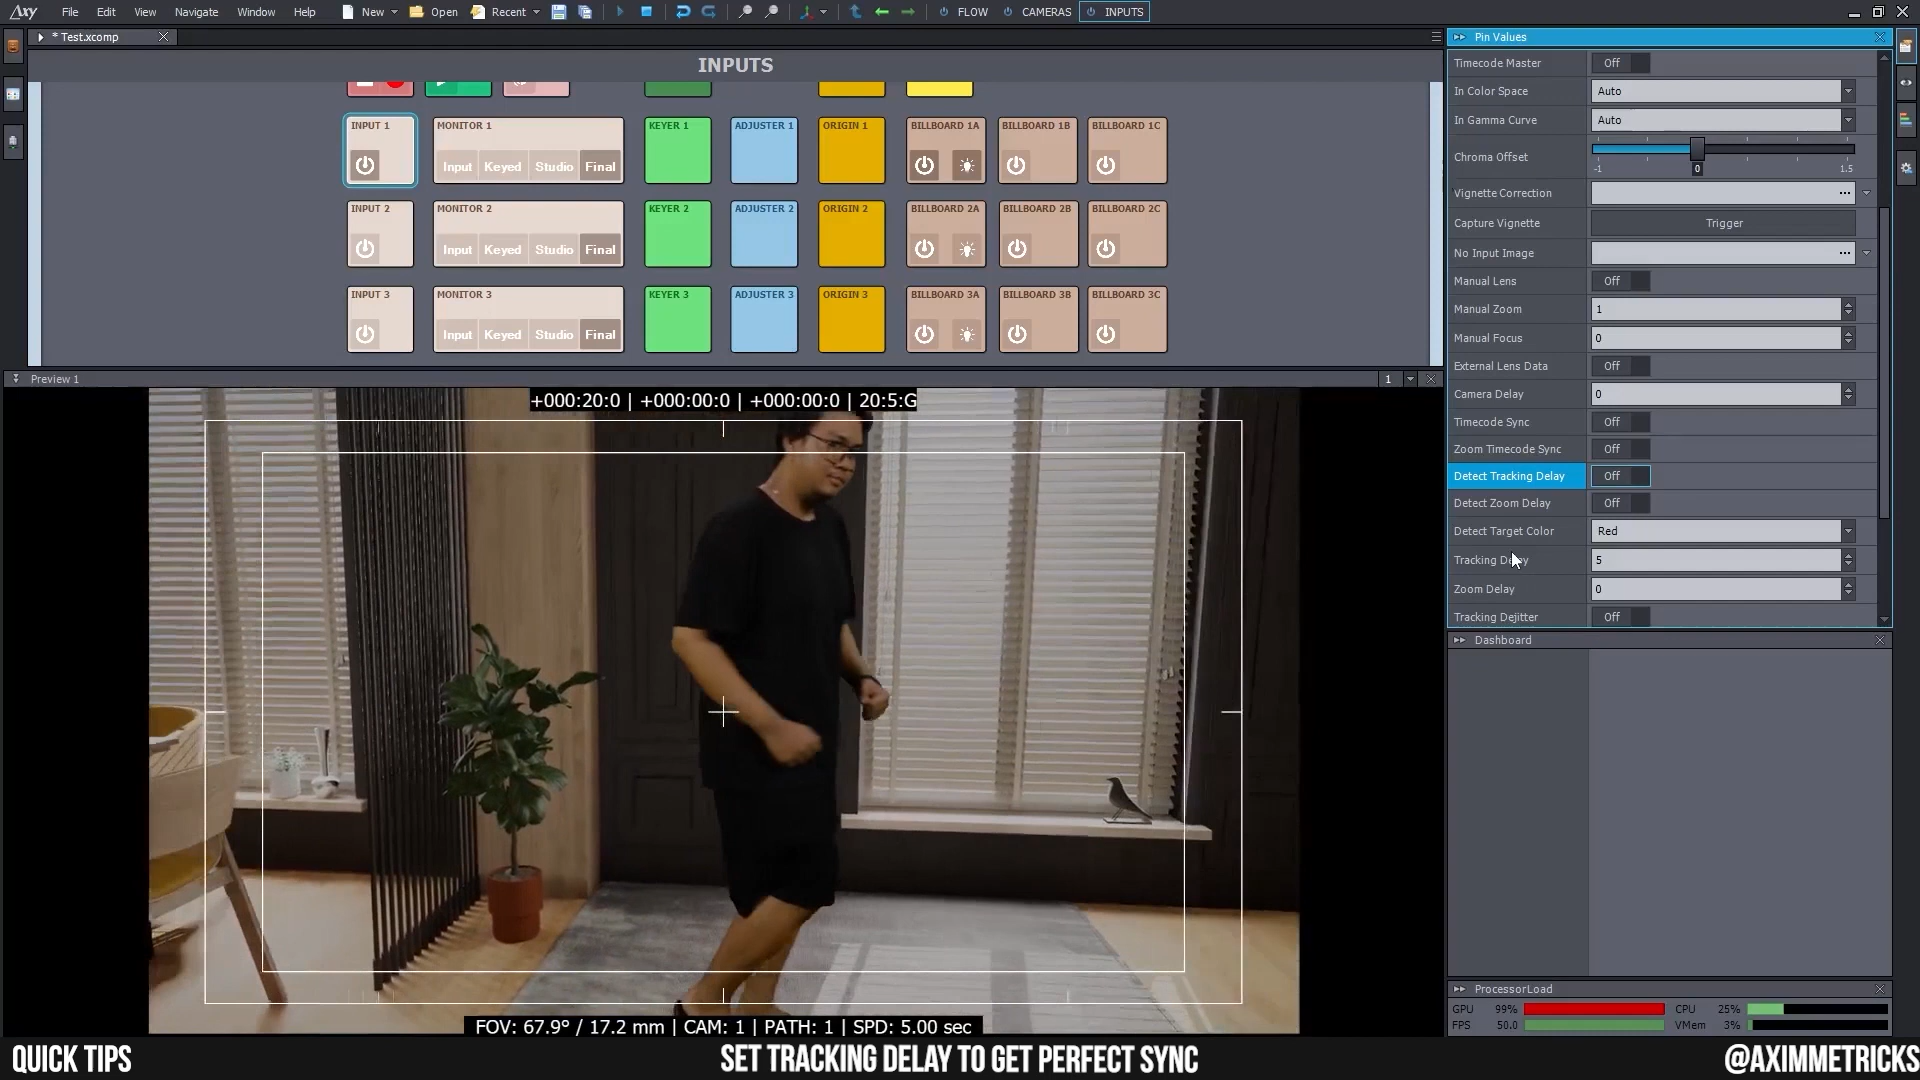 Axy File Edit View Navigate Window Help New Open Recent FLOW CAMERAS INPUTS
* Test.xcomp
INPUTS
INPUT 1 MONITOR 1 KEYER 1 ADJUSTER 1 ORIGIN 1 BILLBOARD 1A BILLBOARD 1B BILLBOARD 1C
Input Keyed Studio Final
INPUT 2 MONITOR 2 KEYER 2 ADJUSTER 2 ORIGIN 2 BILLBOARD 2A BILLBOARD 2B BILLBOARD 2C
Input Keyed Studio Final
INPUT 3 MONITOR 3 KEYER 3 ADJUSTER 3 ORIGIN 3 BILLBOARD 3A BILLBOARD 3B BILLBOARD 3C
Input Keyed Studio Final
Preview 1 1
+000:20:0 | +000:00:0 | +000:00:0 | 20:5:G
FOV: 67.9° / 17.2 mm | CAM: 1 | PATH: 1 | SPD: 5.00 sec
Pin Values
Timecode Master Off
In Color Space Auto
In Gamma Curve Auto
Chroma Offset
-1 0 1.5
Vignette Correction ...
Capture Vignette Trigger
No Input Image ...
Manual Lens Off
Manual Zoom 1
Manual Focus 0
External Lens Data Off
Camera Delay 0
Timecode Sync Off
Zoom Timecode Sync Off
Detect Tracking Delay Off
Detect Zoom Delay Off
Detect Target Color Red
Tracking Delay 5
Zoom Delay 0
Tracking Dejitter Off
Dashboard
ProcessorLoad
GPU 99% CPU 25%
FPS 50.0 VMem 3%
QUICK TIPS SET TRACKING DELAY TO GET PERFECT SYNC @AXIMMETRICKS